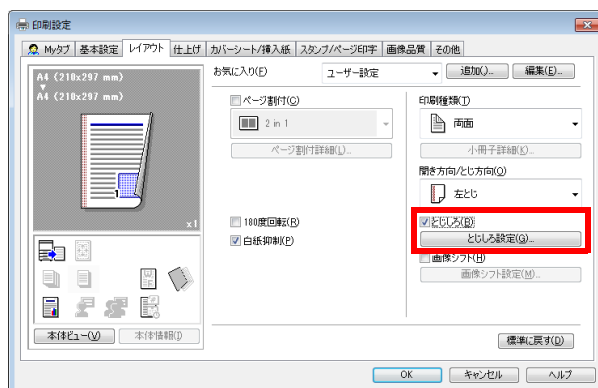 印刷設定
Myタブ 基本設定 レイアウト 仕上げ カバーシート/挿入紙 スタンプ/ページ印字 画像品質 その他
A4 (210x297 mm)
A4 (210x297 mm)
1
x1
本体ビュー(V) 本体情報(I)
お気に入り(F) ユーザー設定 追加()... 編集(E)...
ページ割付(C)
2 in 1
ページ割付詳細(L)...
180度回転(R)
白紙抑制(P)
印刷種類(T)
両面
小冊子詳細(K)...
開き方向/とじ方向(O)
左とじ
とじしろ(B)
とじしろ設定(G)...
画像シフト(H)
画像シフト設定(M)...
標準に戻す(D)
OK キャンセル ヘルプ